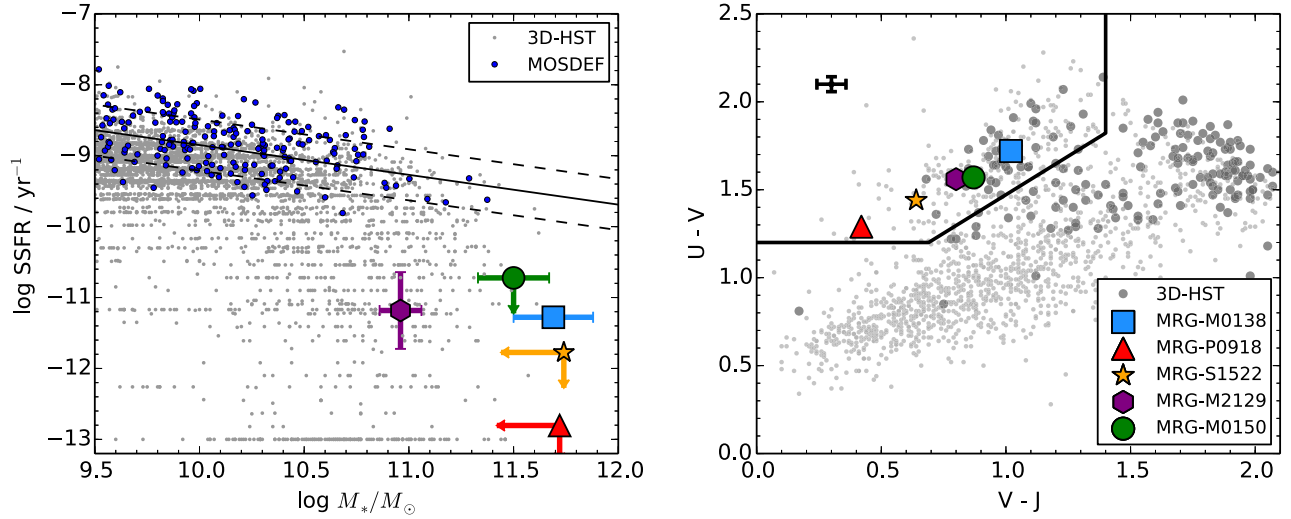 −7
−8
−9
−10
−11
−12
−13
log SSFR / yr⁻¹
3D-HST
MOSDEF
9.5 10.0 10.5 11.0 11.5 12.0
log M*/M⊙
2.5
2.0
1.5
1.0
0.5
0.0
U - V
3D-HST
MRG-M0138
MRG-P0918
MRG-S1522
MRG-M2129
MRG-M0150
0.0 0.5 1.0 1.5 2.0
V - J